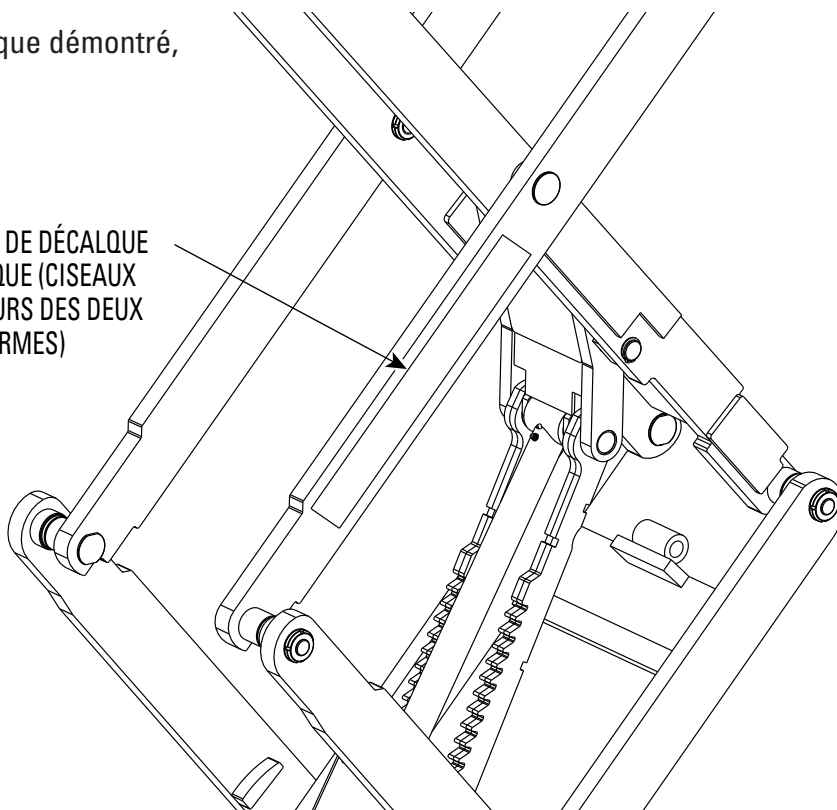 que démontré,
DE DÉCALQUE
QUE (CISEAUX
URS DES DEUX
RMES)